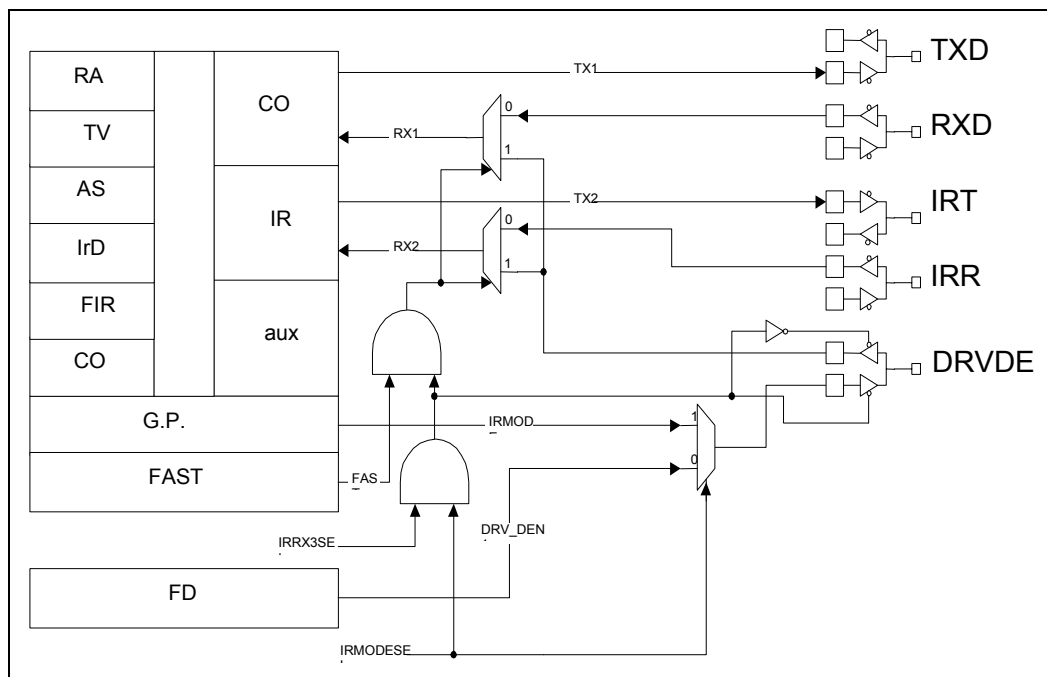 RA
TV
AS
IrD
FIR
CO
CO
IR
aux
G.P.
FAST
FD
TX1
RX1
0
1
TX2
RX2
0
1
IRMOD
FAS
1
0
IRRX3SE
DRV_DEN
IRMODESE
TXD
RXD
IRT
IRR
DRVDE